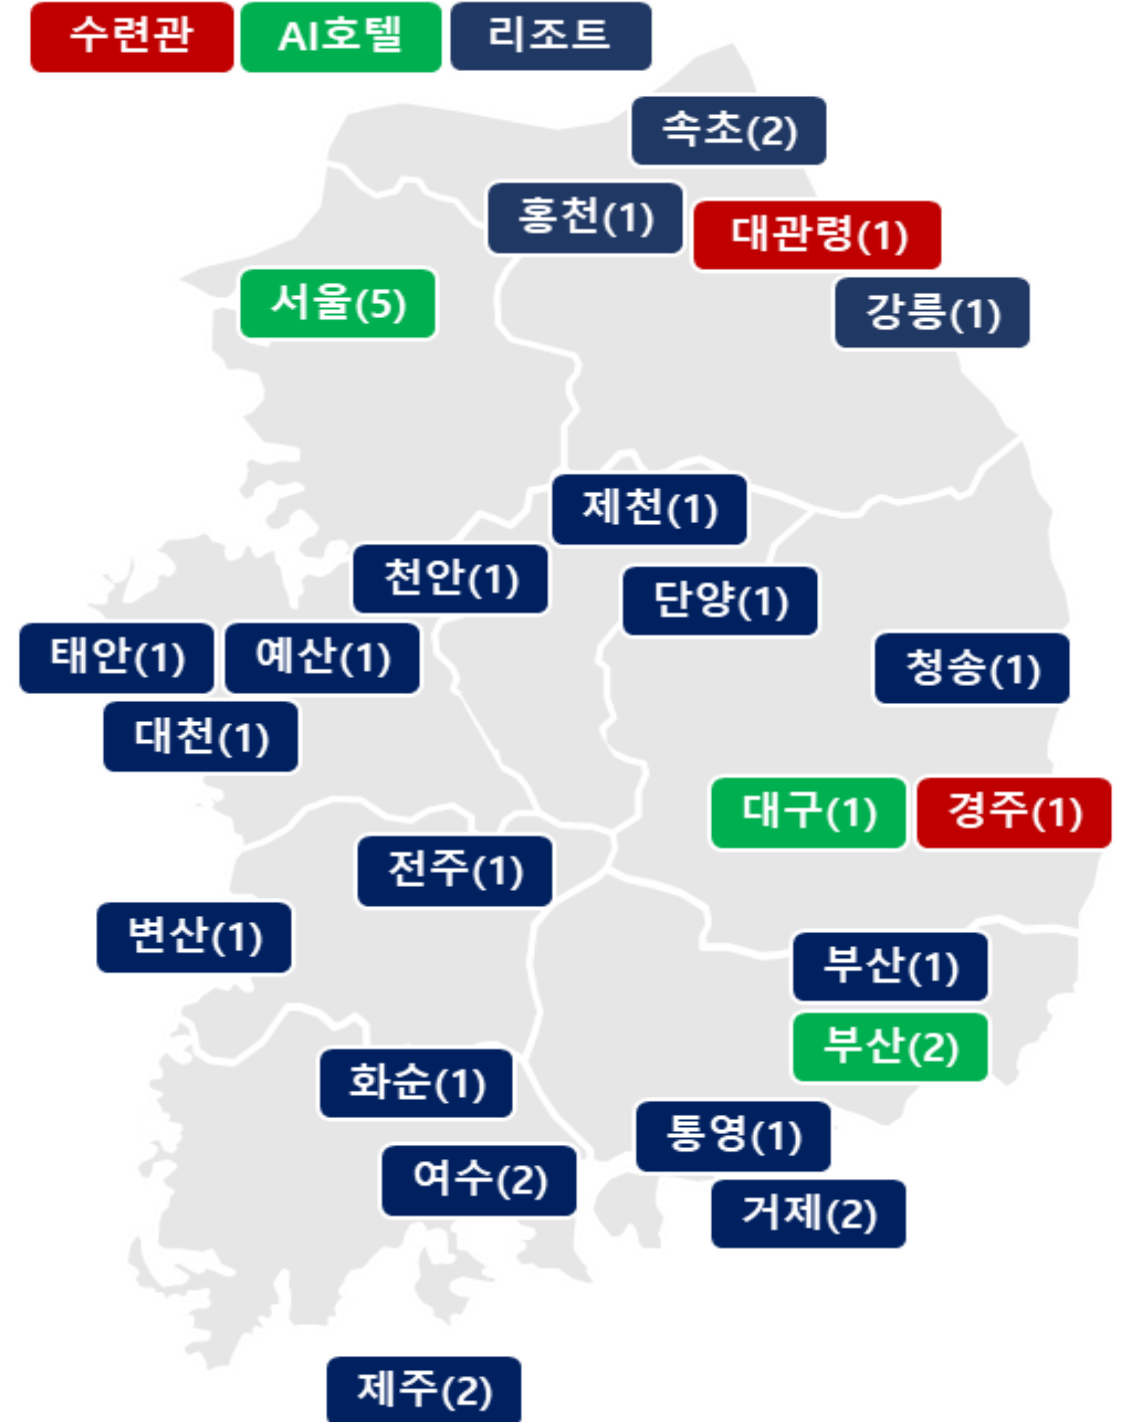 수련관
AI호텔
리조트
속초(2)
홍천(1)
대관령(1)
서울(5)
강릉(1)
제천(1)
천안(1)
단양(1)
태안(1)
예산(1)
청송(1)
대천(1)
대구(1)
경주(1)
전주(1)
변산(1)
부산(1)
부산(2)
화순(1)
통영(1)
여수(2)
거제(2)
제주(2)